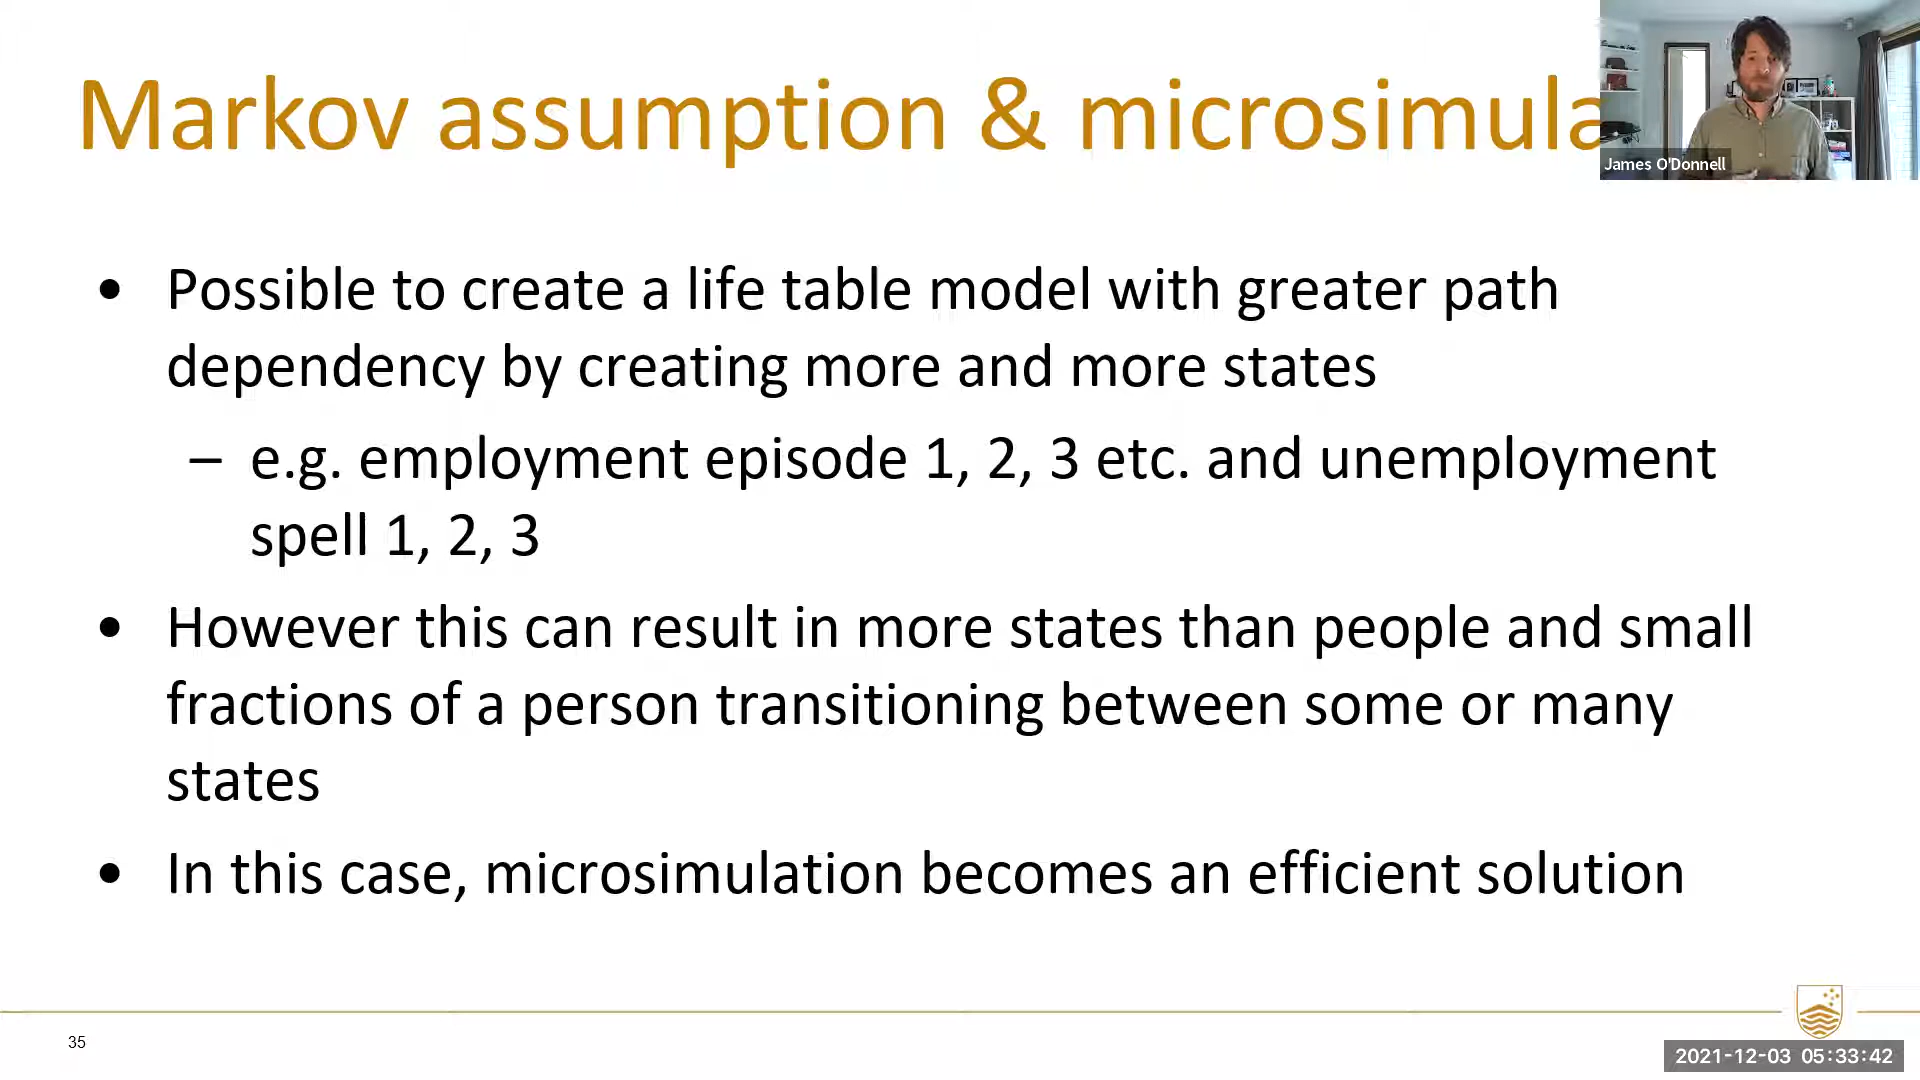 Markov assumption & microsimula
James O'Donnell
• Possible to create a life table model with greater path
dependency by creating more and more states
– e.g. employment episode 1, 2, 3 etc. and unemployment
spell 1, 2, 3
• However this can result in more states than people and small
fractions of a person transitioning between some or many
states
• In this case, microsimulation becomes an efficient solution
35
2021-12-03 05:33:42